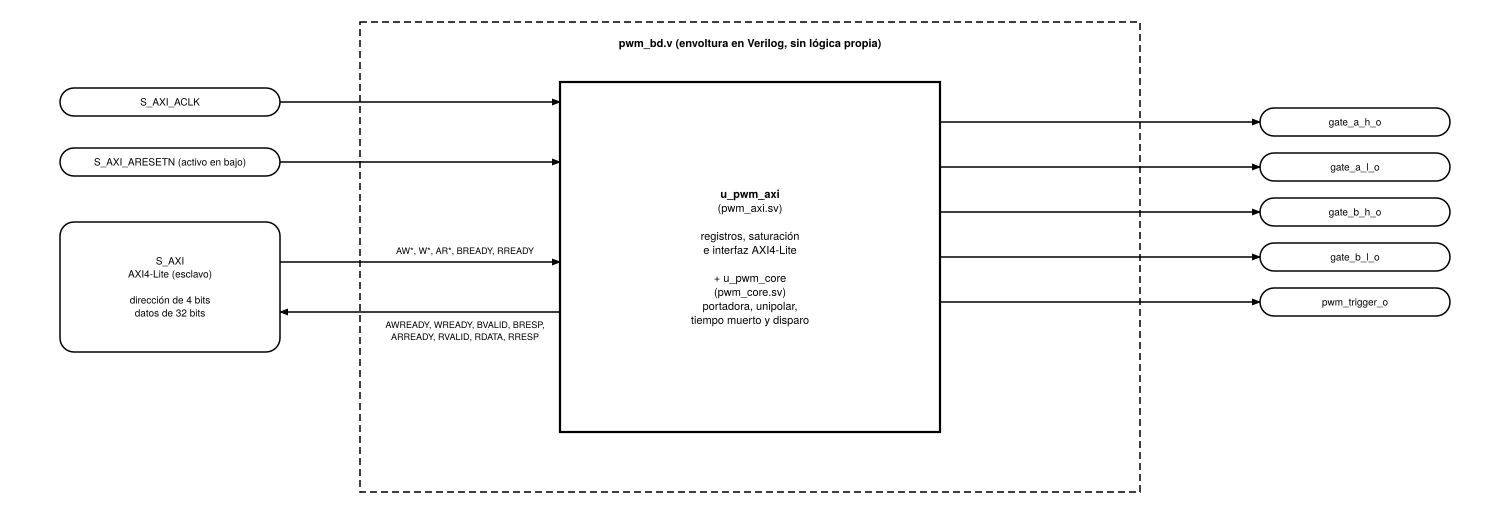 pwm_bd.v (envoltura en Verilog, sin lógica propia)
S_AXI_ACLK
S_AXI_ARESETN (activo en bajo)
S_AXI
AXI4-Lite (esclavo)
dirección de 4 bits
datos de 32 bits
AW*, W*, AR*, BREADY, RREADY
AWREADY, WREADY, BVALID, BRESP,
ARREADY, RVALID, RDATA, RRESP
u_pwm_axi
(pwm_axi.sv)
registros, saturación
e interfaz AXI4-Lite
+ u_pwm_core
(pwm_core.sv)
portadora, unipolar,
tiempo muerto y disparo
gate_a_h_o
gate_a_l_o
gate_b_h_o
gate_b_l_o
pwm_trigger_o